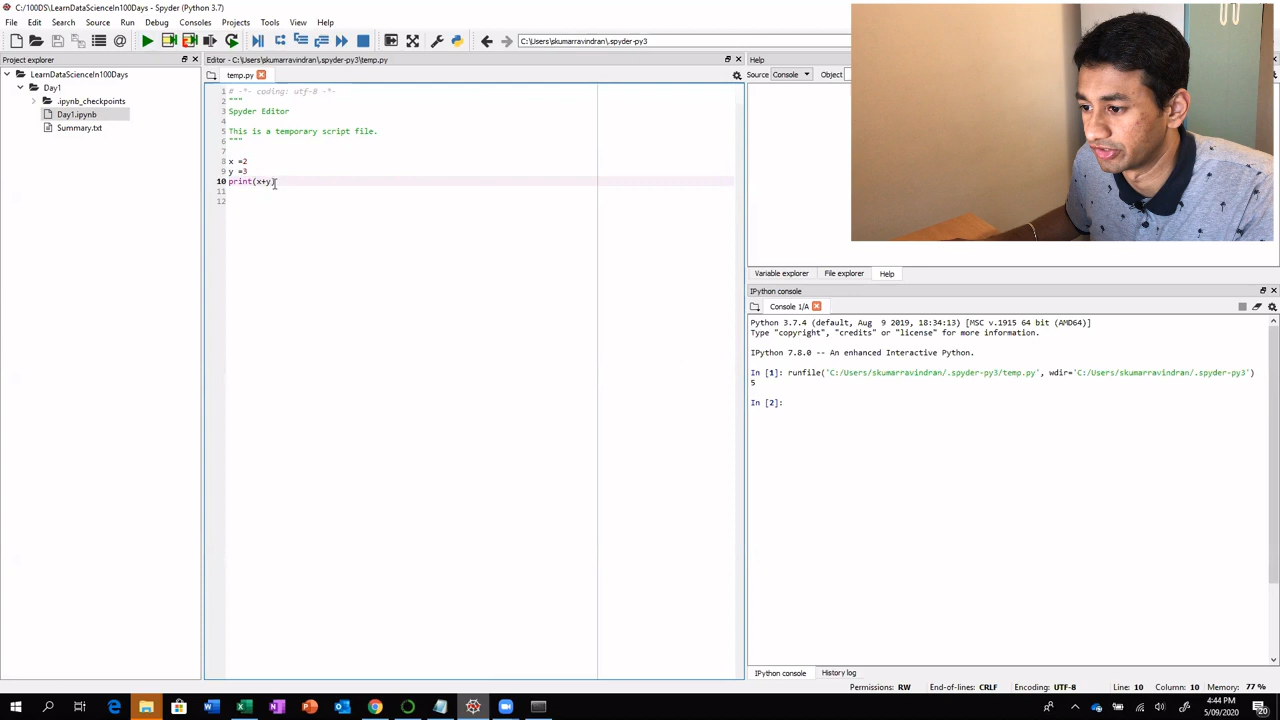 C:/100DS\LearnDataScienceIn100Days - Spyder (Python 3.7)
File Edit Search Source Run Debug Consoles Projects Tools View Help
C:\Users\skumarravindran\.spyder-py3
Project explorer
LearnDataScienceIn100Days
Day1
.ipynb_checkpoints
Day1.ipynb
Summary.txt
Editor - C:\Users\skumarravindran\.spyder-py3\temp.py
temp.py
1 # -*- coding: utf-8 -*-
2 """
3 Spyder Editor
4
5 This is a temporary script file.
6 """
7
8 x =2
9 y =3
10 print(x+y)
11
12
Help
Source Console Object
Variable explorer File explorer Help
IPython console
Console 1/A
Python 3.7.4 (default, Aug  9 2019, 18:34:13) [MSC v.1915 64 bit (AMD64)]
Type "copyright", "credits" or "license" for more information.
IPython 7.8.0 -- An enhanced Interactive Python.
In [1]: runfile('C:/Users/skumarravindran/.spyder-py3/temp.py', wdir='C:/Users/skumarravindran/.spyder-py3')
5
In [2]:
IPython console History log
Permissions: RW End-of-lines: CRLF Encoding: UTF-8 Line: 10 Column: 10 Memory: 77 %
4:44 PM
5/09/2020
20